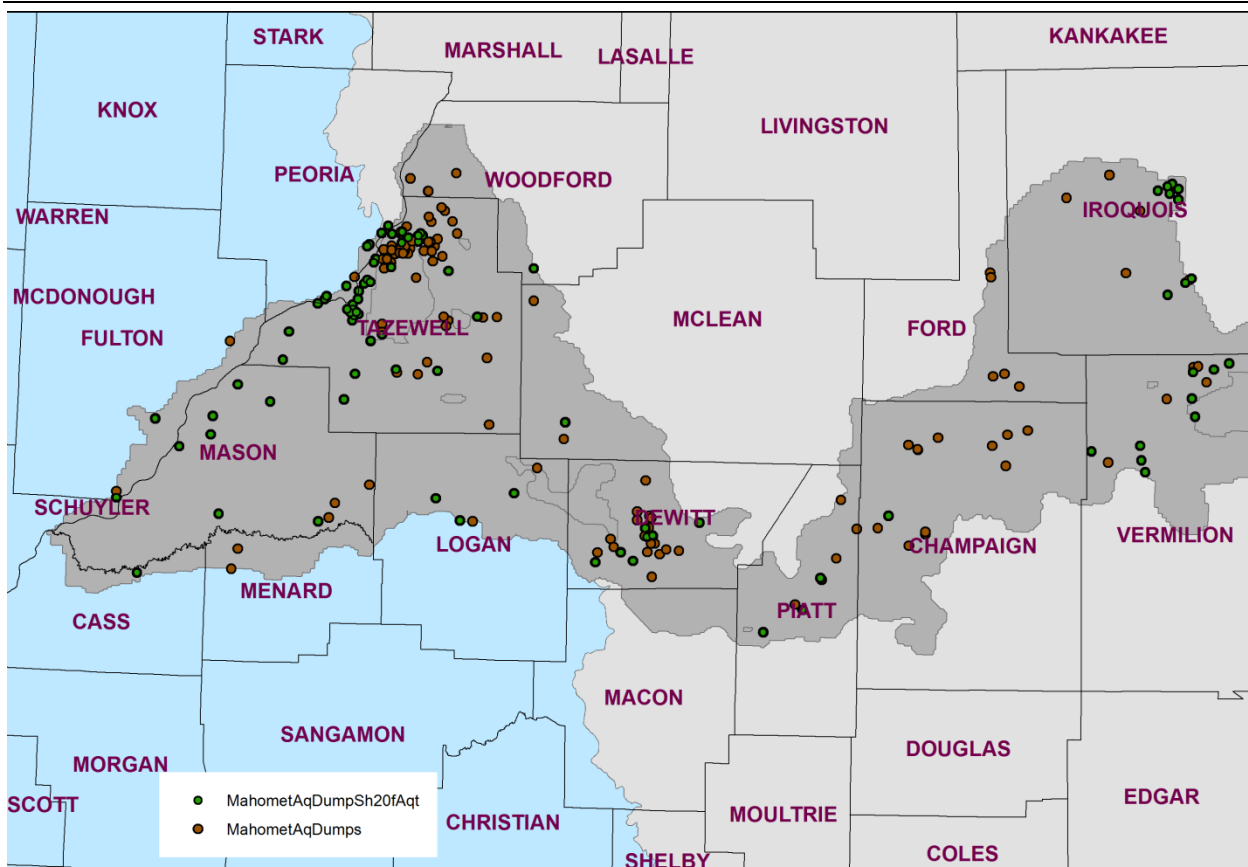 STARK
MARSHALL
LASALLE
KANKAKEE
KNOX
LIVINGSTON
PEORIA
WOODFORD
WARREN
IROQUOIS
MCDONOUGH
FULTON
TAZEWELL
MCLEAN
FORD
MASON
SCHUYLER
DEWITT
LOGAN
CHAMPAIGN
VERMILION
MENARD
CASS
PIATT
MACON
SANGAMON
DOUGLAS
MORGAN
SCOTT
EDGAR
MahometAqDumpSh20fAqt
MahometAqDumps
CHRISTIAN
MOULTRIE
COLES
SHELBY